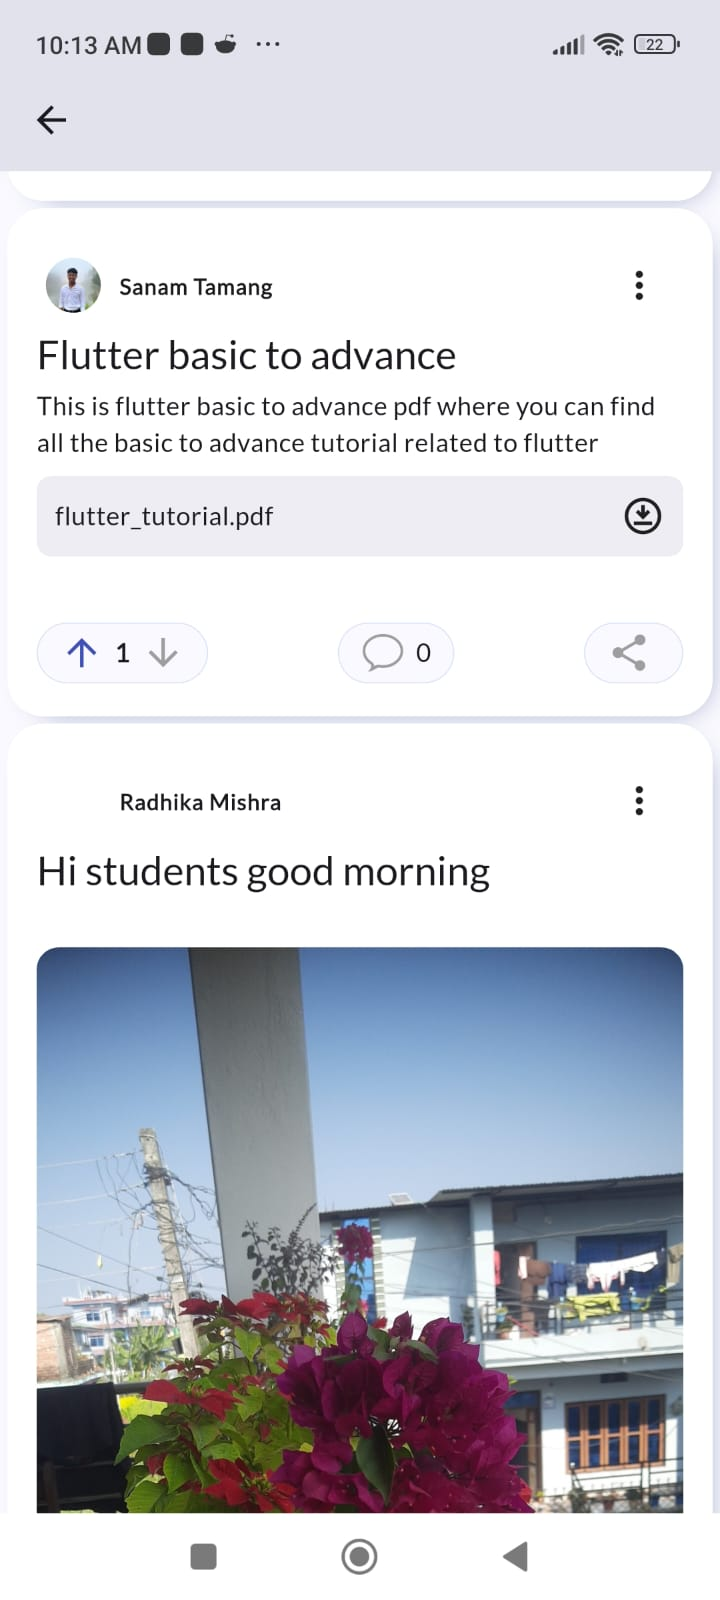 10:13 AM
22
Sanam Tamang
Flutter basic to advance
This is flutter basic to advance pdf where you can find
all the basic to advance tutorial related to flutter
flutter_tutorial.pdf
1
0
Radhika Mishra
Hi students good morning